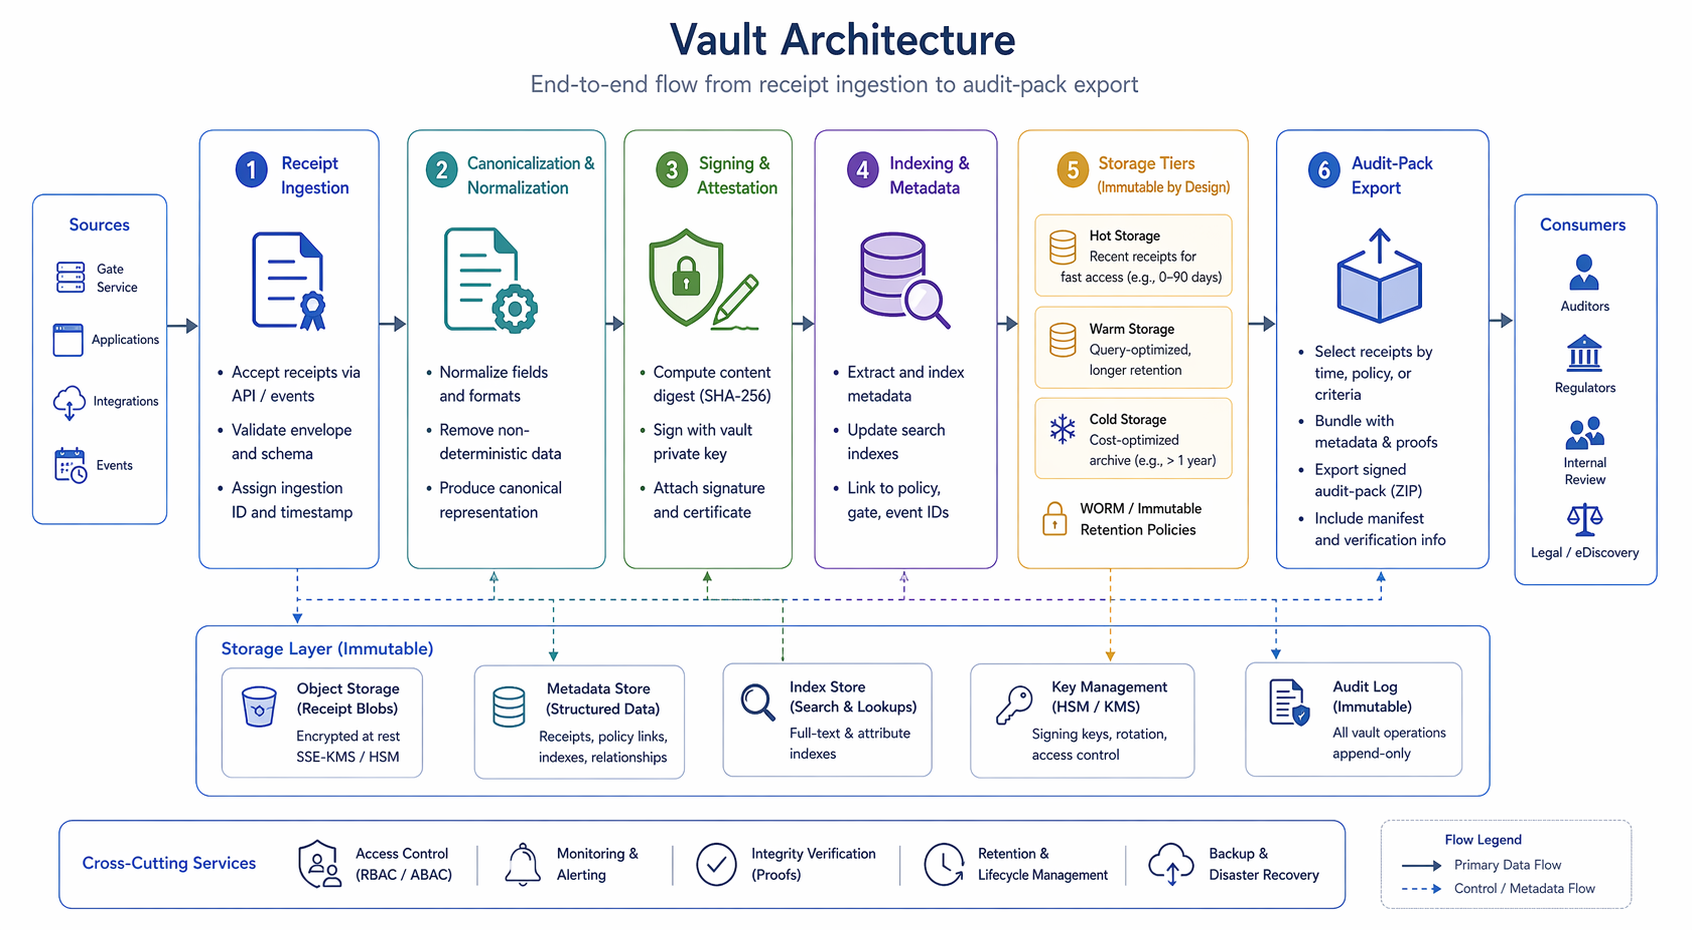 Vault Architecture
End-to-end flow from receipt ingestion to audit-pack export
Sources
Gate
Service
Applications
Integrations
Events
1
Receipt
Ingestion
• Accept receipts via
API / events
• Validate envelope
and schema
• Assign ingestion
ID and timestamp
2
Canonicalization &
Normalization
• Normalize fields
and formats
• Remove non-
deterministic data
• Produce canonical
representation
3
Signing &
Attestation
• Compute content
digest (SHA-256)
• Sign with vault
private key
• Attach signature
and certificate
4
Indexing &
Metadata
• Extract and index
metadata
• Update search
indexes
• Link to policy,
gate, event IDs
5
Storage Tiers
(Immutable by Design)
Hot Storage
Recent receipts for
fast access (e.g., 0–90 days)
Warm Storage
Query-optimized,
longer retention
Cold Storage
Cost-optimized
archive (e.g., > 1 year)
WORM / Immutable
Retention Policies
6
Audit-Pack
Export
• Select receipts by
time, policy, or
criteria
• Bundle with
metadata & proofs
• Export signed
audit-pack (ZIP)
• Include manifest
and verification info
Consumers
Auditors
Regulators
Internal
Review
Legal / eDiscovery
Storage Layer (Immutable)
Object Storage
(Receipt Blobs)
Encrypted at rest
SSE-KMS / HSM
Metadata Store
(Structured Data)
Receipts, policy links,
indexes, relationships
Index Store
(Search & Lookups)
Full-text & attribute
indexes
Key Management
(HSM / KMS)
Signing keys, rotation,
access control
Audit Log
(Immutable)
All vault operations
append-only
Cross-Cutting Services
Access Control
(RBAC / ABAC)
Monitoring &
Alerting
Integrity Verification
(Proofs)
Retention &
Lifecycle Management
Backup &
Disaster Recovery
Flow Legend
Primary Data Flow
Control / Metadata Flow